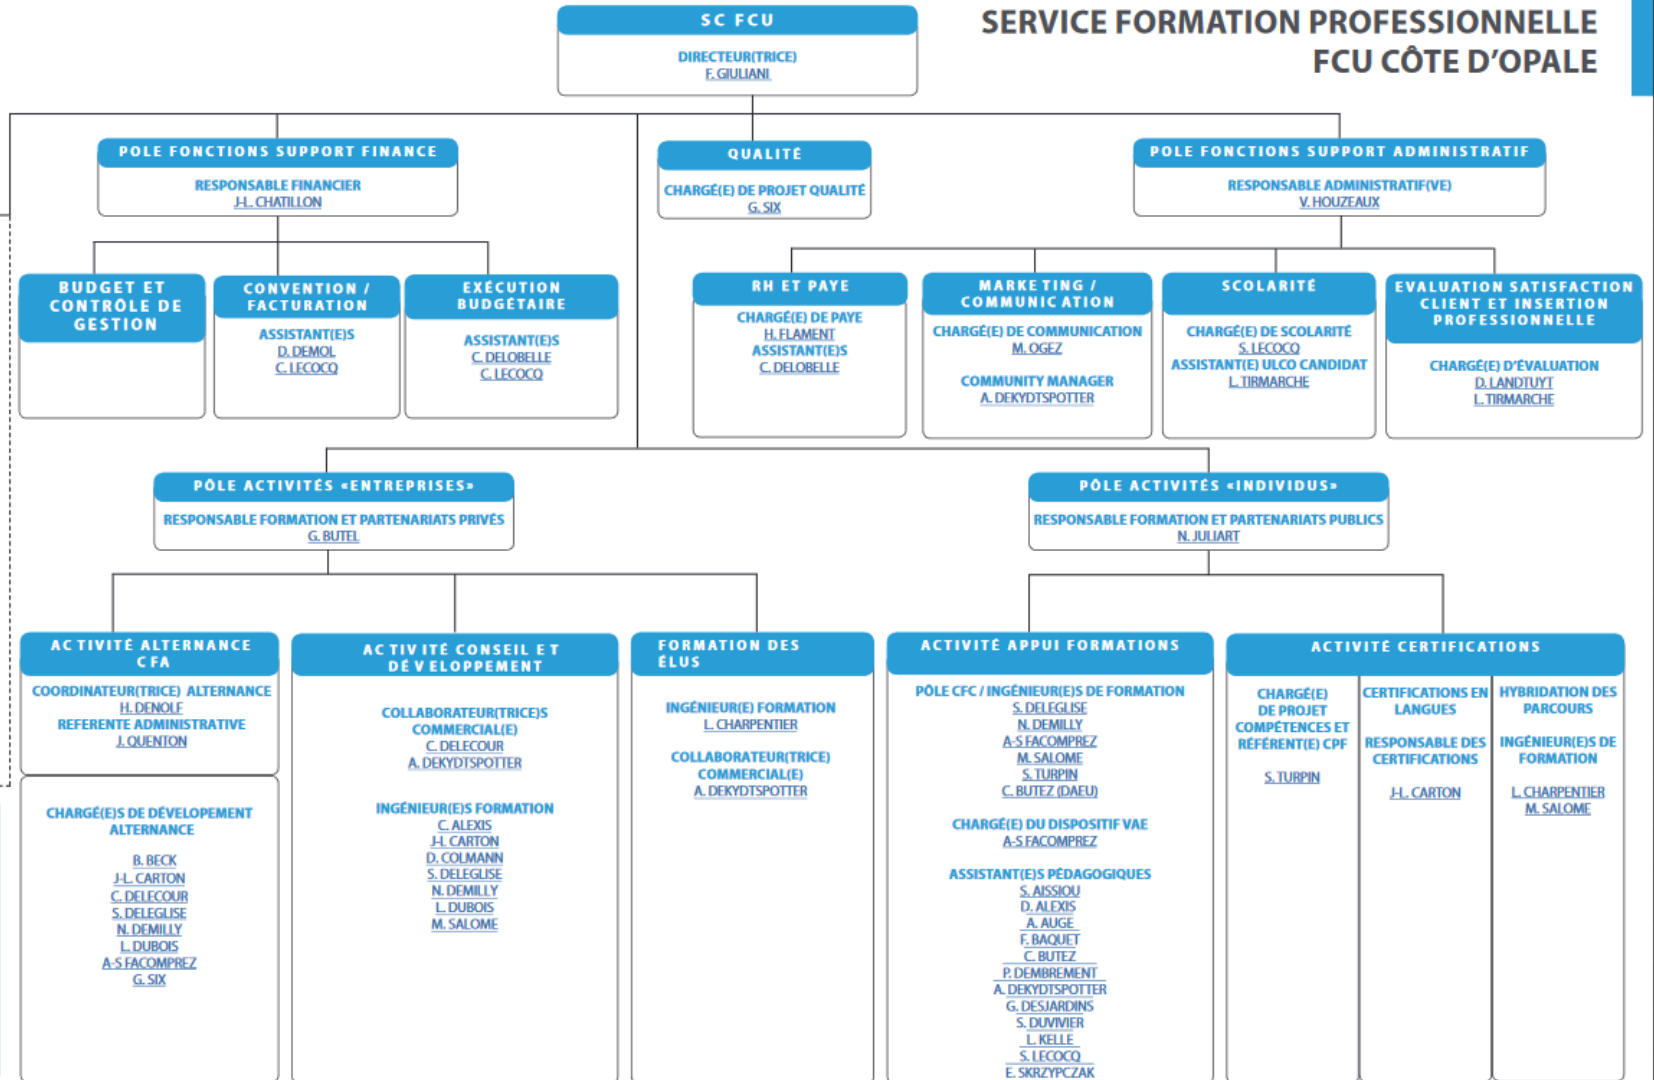 SERVICE FORMATION PROFESSIONNELLE
FCU CÔTE D’OPALE
SC FCU
DIRECTEUR(TRICE)
F. GIULIANI
POLE FONCTIONS SUPPORT FINANCE
RESPONSABLE FINANCIER
J-L. CHATILLON
QUALITÉ
CHARGÉ(E) DE PROJET QUALITÉ
G. SIX
POLE FONCTIONS SUPPORT ADMINISTRATIF
RESPONSABLE ADMINISTRATIF(VE)
V. HOUZEAUX
BUDGET ET
CONTRÔLE DE
GESTION
CONVENTION /
FACTURATION
ASSISTANT(E)S
D. DEMOL
C. LECOCQ
EXÉCUTION
BUDGÉTAIRE
ASSISTANT(E)S
C. DELOBELLE
C. LECOCQ
RH ET PAYE
CHARGÉ(E) DE PAYE
H. FLAMENT
ASSISTANT(E)S
C. DELOBELLE
MARKETING /
COMMUNICATION
CHARGÉ(E) DE COMMUNICATION
M. OGEZ
COMMUNITY MANAGER
A. DEKYDTSPOTTER
SCOLARITÉ
CHARGÉ(E) DE SCOLARITÉ
S. LECOCQ
ASSISTANT(E) ULCO CANDIDAT
L. TIRMARCHE
EVALUATION SATISFACTION
CLIENT ET INSERTION
PROFESSIONNELLE
CHARGÉ(E) D’ÉVALUATION
D. LANDTUYT
L. TIRMARCHE
PÔLE ACTIVITÉS «ENTREPRISES»
RESPONSABLE FORMATION ET PARTENARIATS PRIVÉS
G. BUTEL
PÔLE ACTIVITÉS «INDIVIDUS»
RESPONSABLE FORMATION ET PARTENARIATS PUBLICS
N. JULIART
ACTIVITÉ ALTERNANCE
CFA
COORDINATEUR(TRICE) ALTERNANCE
H. DENOLF
REFERENTE ADMINISTRATIVE
J. QUENTON
CHARGÉ(E)S DE DÉVELOPEMENT
ALTERNANCE
B. BECK
J-L. CARTON
C. DELECOUR
S. DELEGLISE
N. DEMILLY
L. DUBOIS
A-S FACOMPREZ
G. SIX
ACTIVITÉ CONSEIL ET
DÉVELOPPEMENT
COLLABORATEUR(TRICE)S
COMMERCIAL(E)
C. DELECOUR
A. DEKYDTSPOTTER
INGÉNIEUR(E)S FORMATION
C. ALEXIS
J-L CARTON
D. COLMANN
S. DELEGLISE
N. DEMILLY
L. DUBOIS
M. SALOME
FORMATION DES
ÉLUS
INGÉNIEUR(E) FORMATION
L. CHARPENTIER
COLLABORATEUR(TRICE)
COMMERCIAL(E)
A. DEKYDTSPOTTER
ACTIVITÉ APPUI FORMATIONS
PÔLE CFC / INGÉNIEUR(E)S DE FORMATION
S. DELEGLISE
N. DEMILLY
A-S FACOMPREZ
M. SALOME
S. TURPIN
C. BUTEZ (DAEU)
CHARGÉ(E) DU DISPOSITIF VAE
A-S FACOMPREZ
ASSISTANT(E)S PÉDAGOGIQUES
S. AISSIOU
D. ALEXIS
A. AUGE
F. BAQUET
C. BUTEZ
P. DEMBREMENT
A. DEKYDTSPOTTER
G. DESJARDINS
S. DUVIVIER
L. KELLE
S. LECOCQ
E. SKRZYPCZAK
ACTIVITÉ CERTIFICATIONS
CHARGÉ(E)
DE PROJET
COMPÉTENCES ET
RÉFÉRENT(E) CPF
S. TURPIN
CERTIFICATIONS EN
LANGUES
RESPONSABLE DES
CERTIFICATIONS
J-L. CARTON
HYBRIDATION DES
PARCOURS
INGÉNIEUR(E)S DE
FORMATION
L. CHARPENTIER
M. SALOME